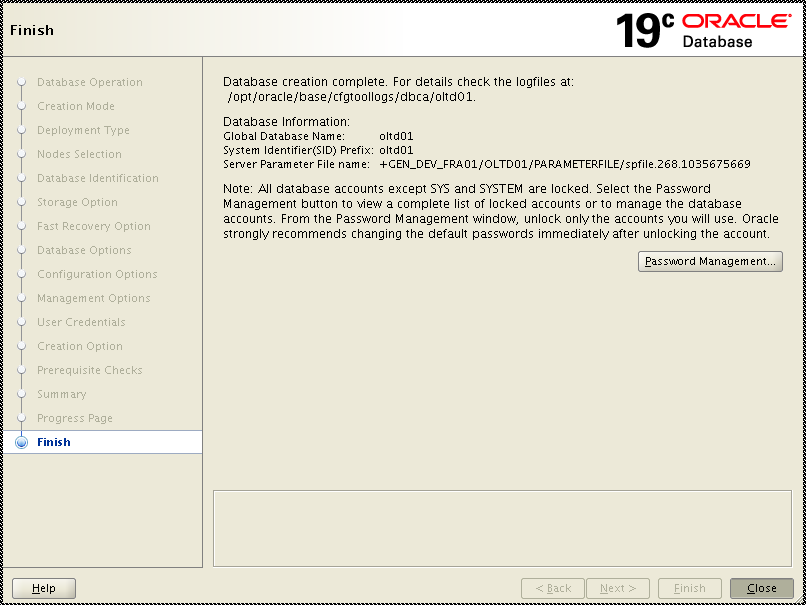 Finish
19c ORACLE®
Database
Database Operation
Creation Mode
Deployment Type
Nodes Selection
Database Identification
Storage Option
Fast Recovery Option
Database Options
Configuration Options
Management Options
User Credentials
Creation Option
Prerequisite Checks
Summary
Progress Page
Finish
Database creation complete. For details check the logfiles at:
/opt/oracle/base/cfgtoollogs/dbca/oltd01.
Database Information:
Global Database Name: oltd01
System Identifier(SID) Prefix: oltd01
Server Parameter File name: +GEN_DEV_FRA01/OLTD01/PARAMETERFILE/spfile.268.1035675669
Note: All database accounts except SYS and SYSTEM are locked. Select the Password
Management button to view a complete list of locked accounts or to manage the database
accounts. From the Password Management window, unlock only the accounts you will use. Oracle
strongly recommends changing the default passwords immediately after unlocking the account.
Password Management...
Help
< Back
Next >
Finish
Close